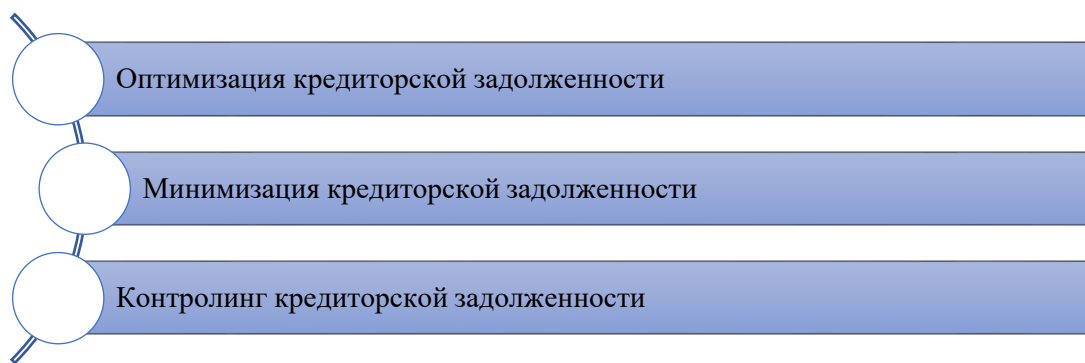 Оптимизация кредиторской задолженности
Минимизация кредиторской задолженности
Контролинг кредиторской задолженности